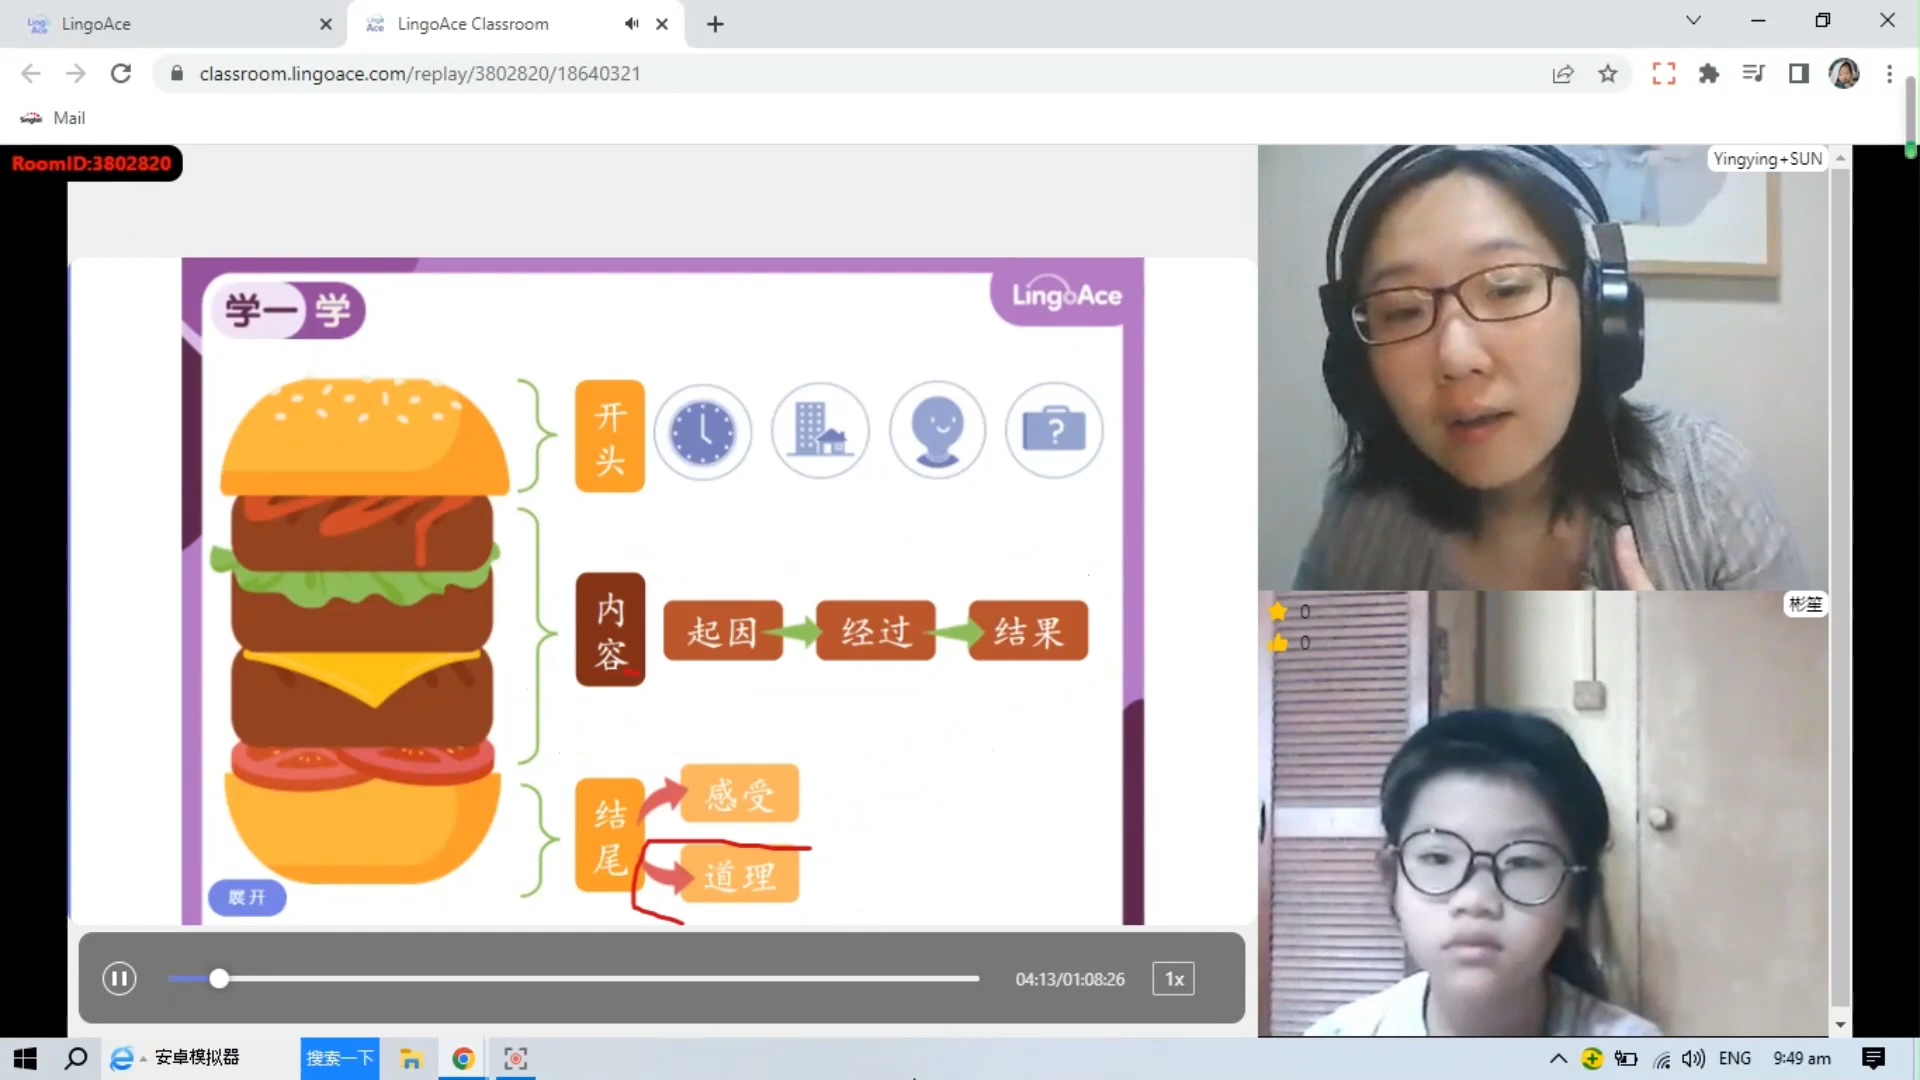 LingoAce
LingoAce Classroom
classroom.lingoace.com/replay/3802820/18640321
Singtel Mail
RoomID:3802820
Yingying+SUN
学一学
LingoAce
开头
?
内容
起因
经过
结果
0
彬笙
0
结尾
感受
道理
展开
04:13/01:08:26
1x
安卓模拟器
搜索一下
ENG
9:49 am